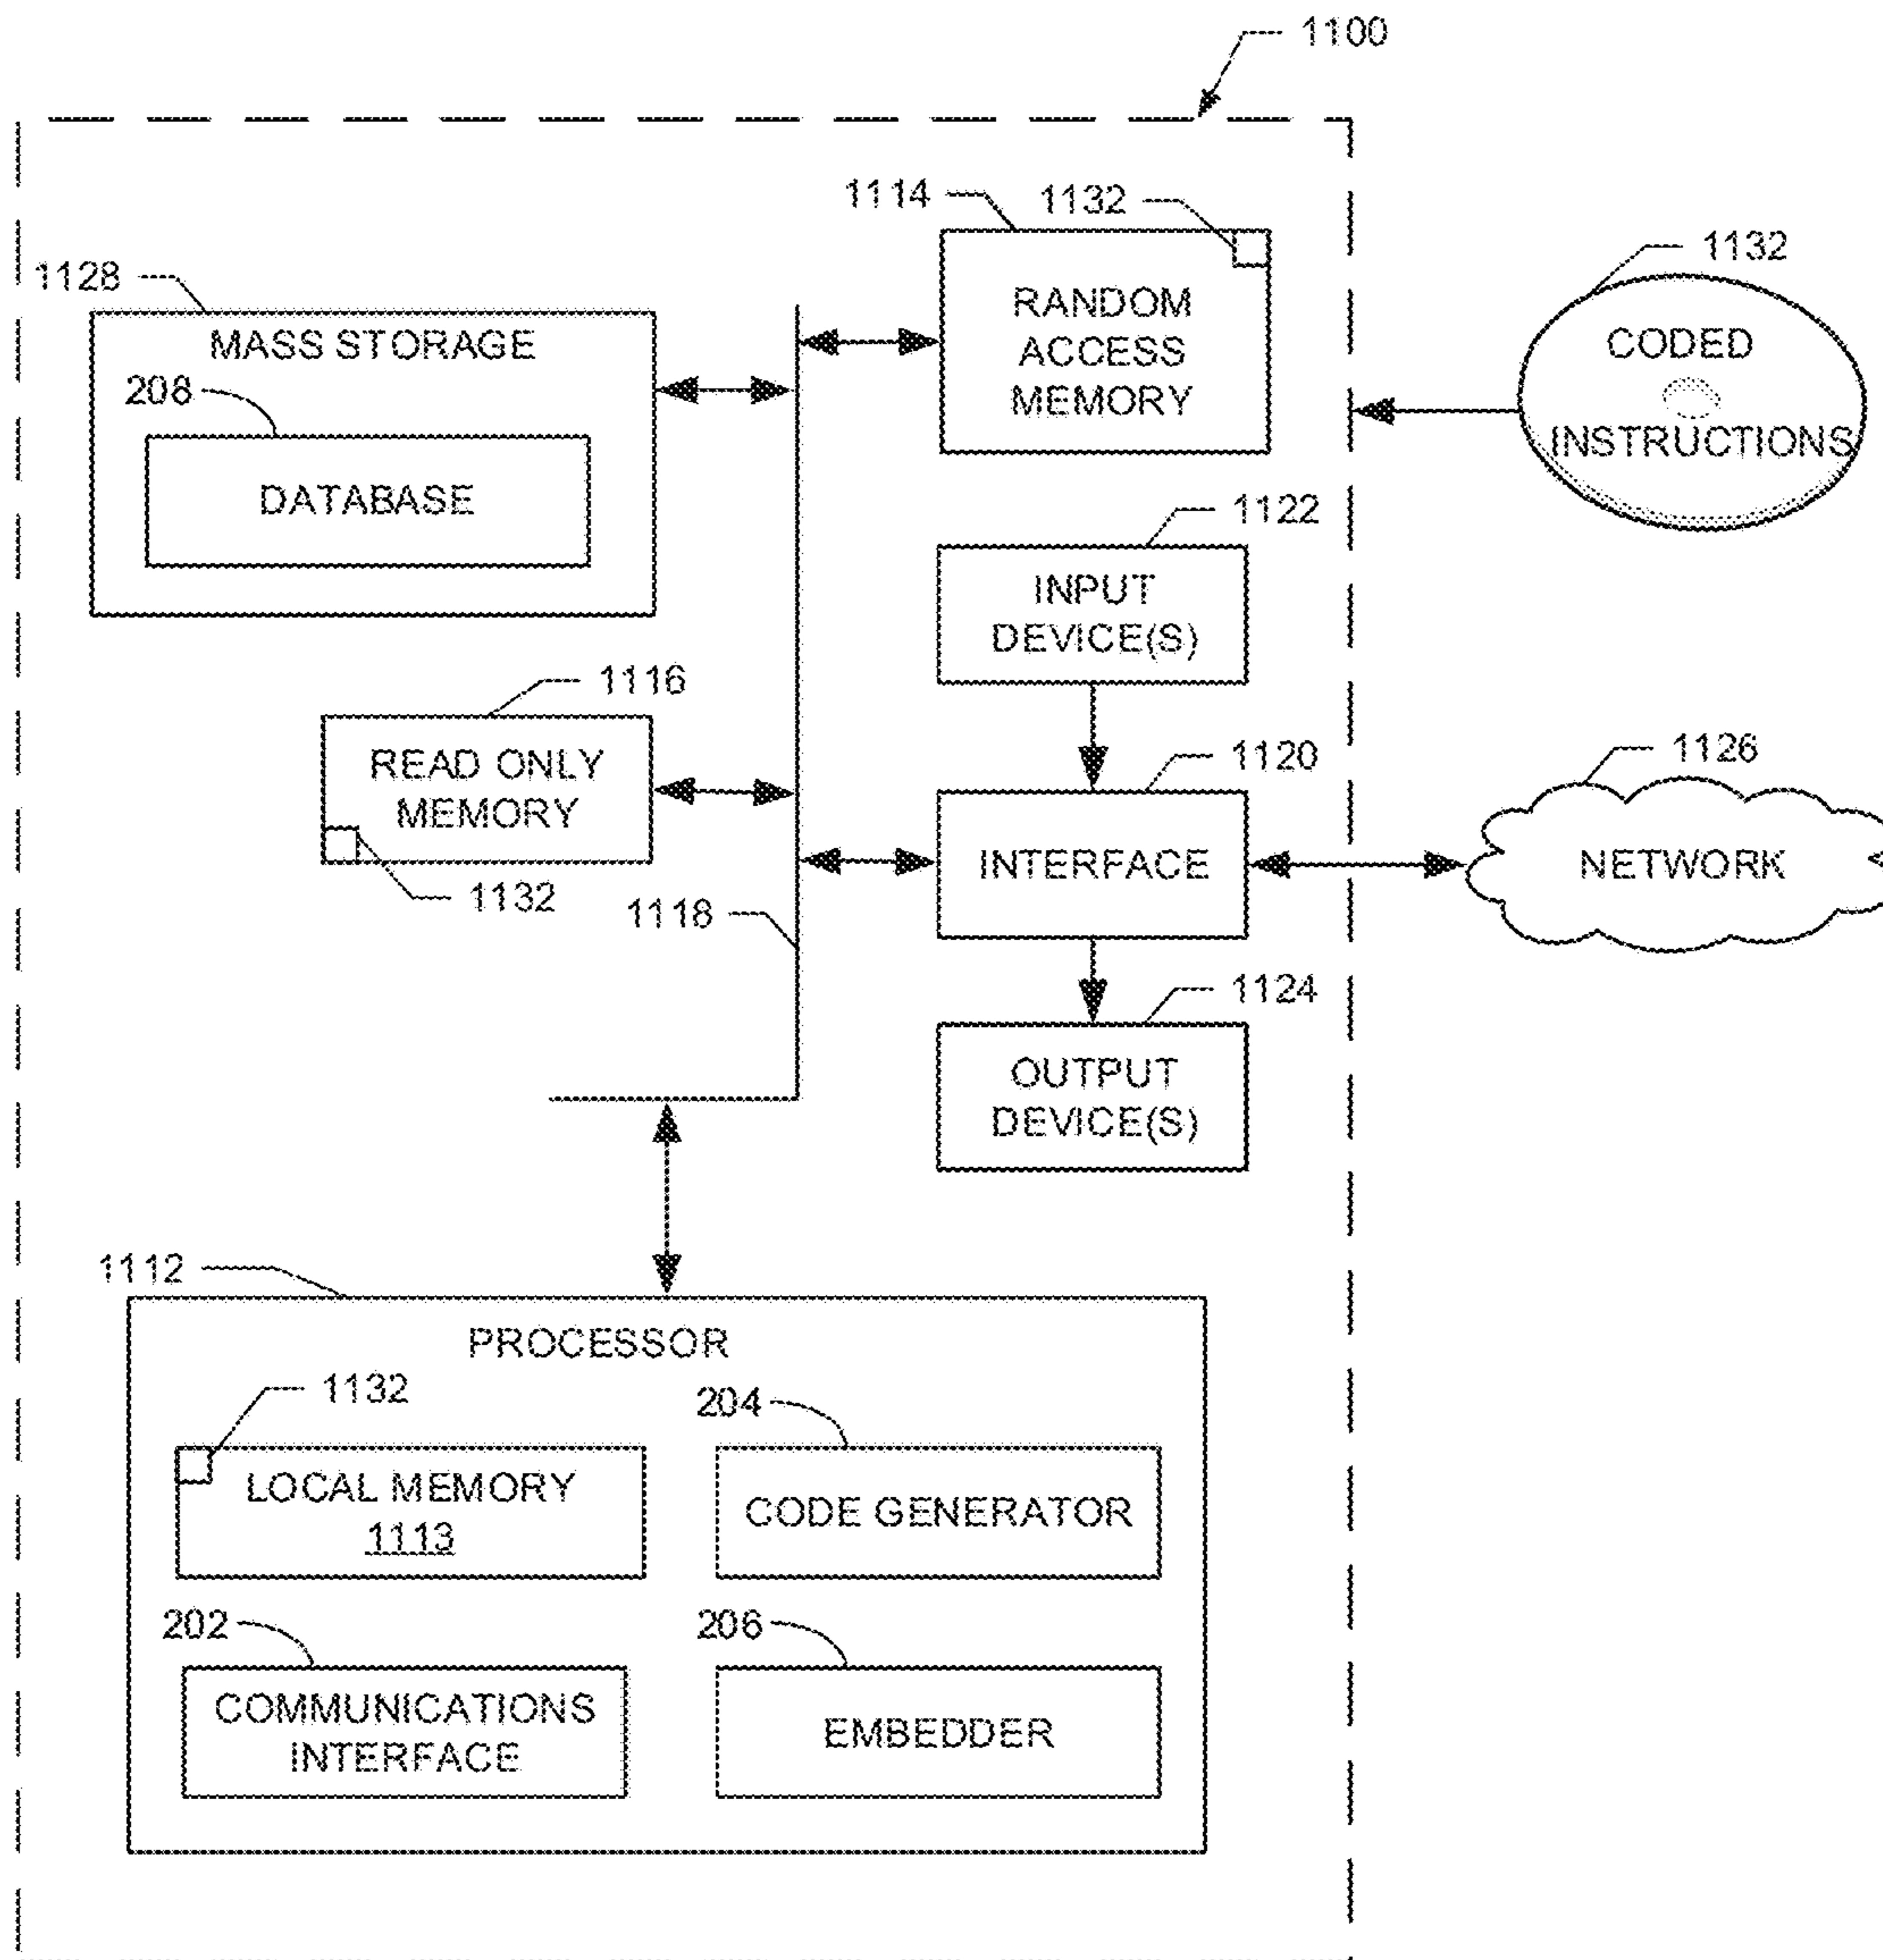 1100
1114
1132
1128
MASS STORAGE
208
DATABASE
RANDOM
ACCESS
MEMORY
1132
CODED
INSTRUCTIONS
1122
INPUT
DEVICE(S)
1116
READ ONLY
MEMORY
1132
1118
1120
INTERFACE
1126
NETWORK
1124
OUTPUT
DEVICE(S)
1112
PROCESSOR
1132
LOCAL MEMORY
1113
204
CODE GENERATOR
202
COMMUNICATIONS
INTERFACE
206
EMBEDDER